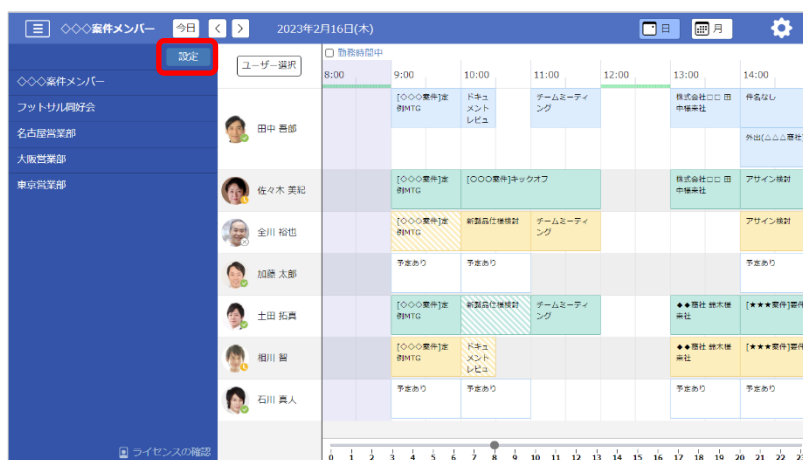 ◇◇◇案件メンバー 今日 < > 2023年2月16日(木) 日 月
設定
◇◇◇案件メンバー
フットサル同好会
名古屋営業部
大阪営業部
東京営業部
ライセンスの確認
ユーザー選択
勤務時間中
8:00 9:00 10:00 11:00 12:00 13:00 14:00
田中 吾郎
[◇◇◇案件]定
例MTG
ドキュ
メント
レビュ
チームミーティ
ング
株式会社□□ 田
中様来社
件名なし
外出(△△△商社
佐々木 美紀
[◇◇◇案件]定
例MTG
[○○○案件]キックオフ
株式会社□□ 田
中様来社
アサイン検討
全川 裕也
[◇◇◇案件]定
例MTG
新製品仕様検討
チームミーティ
ング
アサイン検討
加藤 太郎
予定あり
予定あり
予定あり
土田 拓真
[◇◇◇案件]定
例MTG
新製品仕様検討
チームミーティ
ング
◆◆商社 鈴木様
来社
[★★★案件]要件
相川 智
[◇◇◇案件]定
例MTG
ドキュ
メント
レビュ
◆◆商社 鈴木様
来社
[★★★案件]要件
石川 真人
予定あり
予定あり
予定あり
予定あり
0 1 2 3 4 5 6 7 8 9 10 11 12 13 14 15 16 17 18 19 20 21 22 23